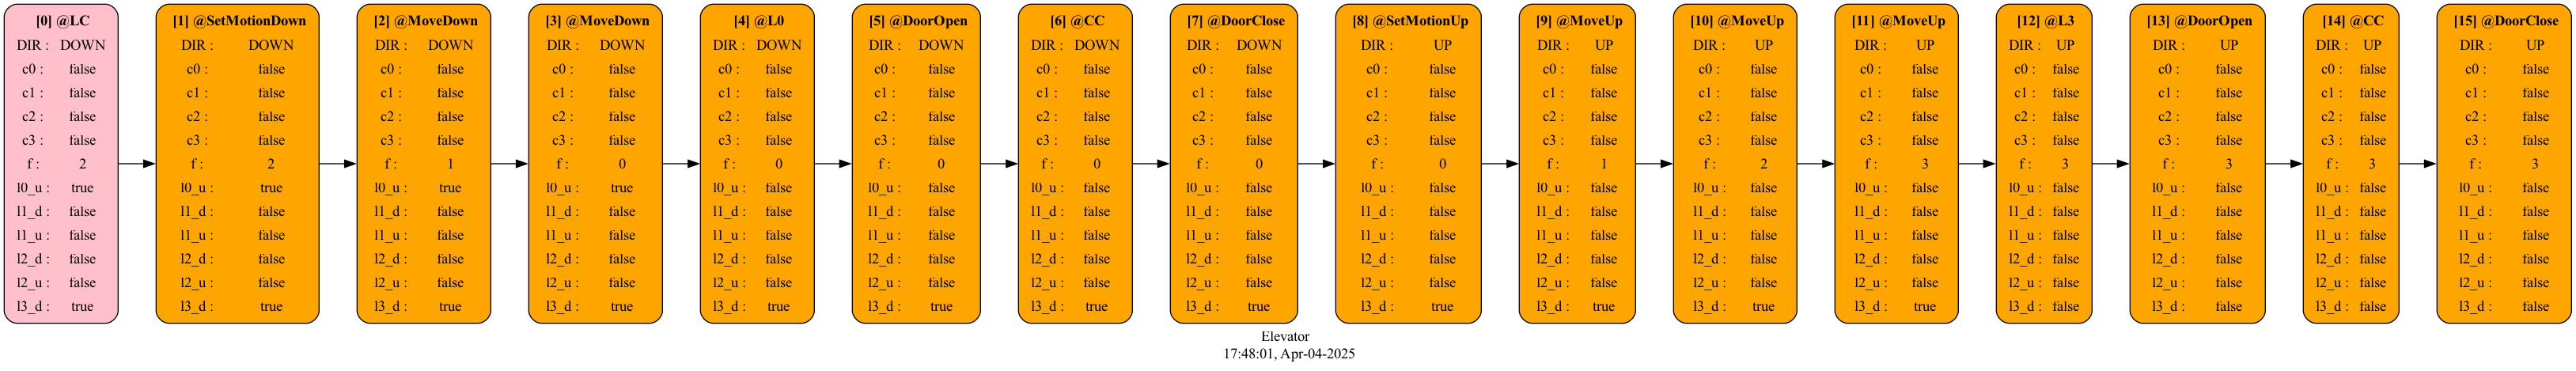 [0] @LC
DIR : DOWN
c0 : false
c1 : false
c2 : false
c3 : false
f : 2
l0_u : true
l1_d : false
l1_u : false
l2_d : false
l2_u : false
l3_d : true
[1] @SetMotionDown
DIR : DOWN
c0 : false
c1 : false
c2 : false
c3 : false
f : 2
l0_u : true
l1_d : false
l1_u : false
l2_d : false
l2_u : false
l3_d : true
[2] @MoveDown
DIR : DOWN
c0 : false
c1 : false
c2 : false
c3 : false
f : 1
l0_u : true
l1_d : false
l1_u : false
l2_d : false
l2_u : false
l3_d : true
[3] @MoveDown
DIR : DOWN
c0 : false
c1 : false
c2 : false
c3 : false
f : 0
l0_u : true
l1_d : false
l1_u : false
l2_d : false
l2_u : false
l3_d : true
[4] @L0
DIR : DOWN
c0 : false
c1 : false
c2 : false
c3 : false
f : 0
l0_u : false
l1_d : false
l1_u : false
l2_d : false
l2_u : false
l3_d : true
[5] @DoorOpen
DIR : DOWN
c0 : false
c1 : false
c2 : false
c3 : false
f : 0
l0_u : false
l1_d : false
l1_u : false
l2_d : false
l2_u : false
l3_d : true
[6] @CC
DIR : DOWN
c0 : false
c1 : false
c2 : false
c3 : false
f : 0
l0_u : false
l1_d : false
l1_u : false
l2_d : false
l2_u : false
l3_d : true
[7] @DoorClose
DIR : DOWN
c0 : false
c1 : false
c2 : false
c3 : false
f : 0
l0_u : false
l1_d : false
l1_u : false
l2_d : false
l2_u : false
l3_d : true
[8] @SetMotionUp
DIR : UP
c0 : false
c1 : false
c2 : false
c3 : false
f : 0
l0_u : false
l1_d : false
l1_u : false
l2_d : false
l2_u : false
l3_d : true
[9] @MoveUp
DIR : UP
c0 : false
c1 : false
c2 : false
c3 : false
f : 1
l0_u : false
l1_d : false
l1_u : false
l2_d : false
l2_u : false
l3_d : true
[10] @MoveUp
DIR : UP
c0 : false
c1 : false
c2 : false
c3 : false
f : 2
l0_u : false
l1_d : false
l1_u : false
l2_d : false
l2_u : false
l3_d : true
[11] @MoveUp
DIR : UP
c0 : false
c1 : false
c2 : false
c3 : false
f : 3
l0_u : false
l1_d : false
l1_u : false
l2_d : false
l2_u : false
l3_d : true
[12] @L3
DIR : UP
c0 : false
c1 : false
c2 : false
c3 : false
f : 3
l0_u : false
l1_d : false
l1_u : false
l2_d : false
l2_u : false
l3_d : false
[13] @DoorOpen
DIR : UP
c0 : false
c1 : false
c2 : false
c3 : false
f : 3
l0_u : false
l1_d : false
l1_u : false
l2_d : false
l2_u : false
l3_d : false
[14] @CC
DIR : UP
c0 : false
c1 : false
c2 : false
c3 : false
f : 3
l0_u : false
l1_d : false
l1_u : false
l2_d : false
l2_u : false
l3_d : false
[15] @DoorClose
DIR : UP
c0 : false
c1 : false
c2 : false
c3 : false
f : 3
l0_u : false
l1_d : false
l1_u : false
l2_d : false
l2_u : false
l3_d : false
Elevator
17:48:01, Apr-04-2025